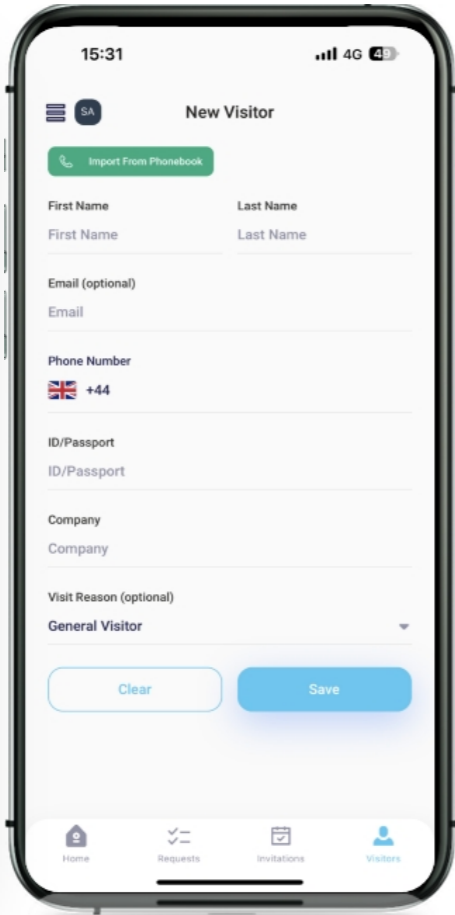 15:31 4G 49
SA New Visitor
Import From Phonebook
First Name Last Name
First Name Last Name
Email (optional)
Email
Phone Number
+44
ID/Passport
ID/Passport
Company
Company
Visit Reason (optional)
General Visitor
Clear Save
Home Requests Invitations Visitors